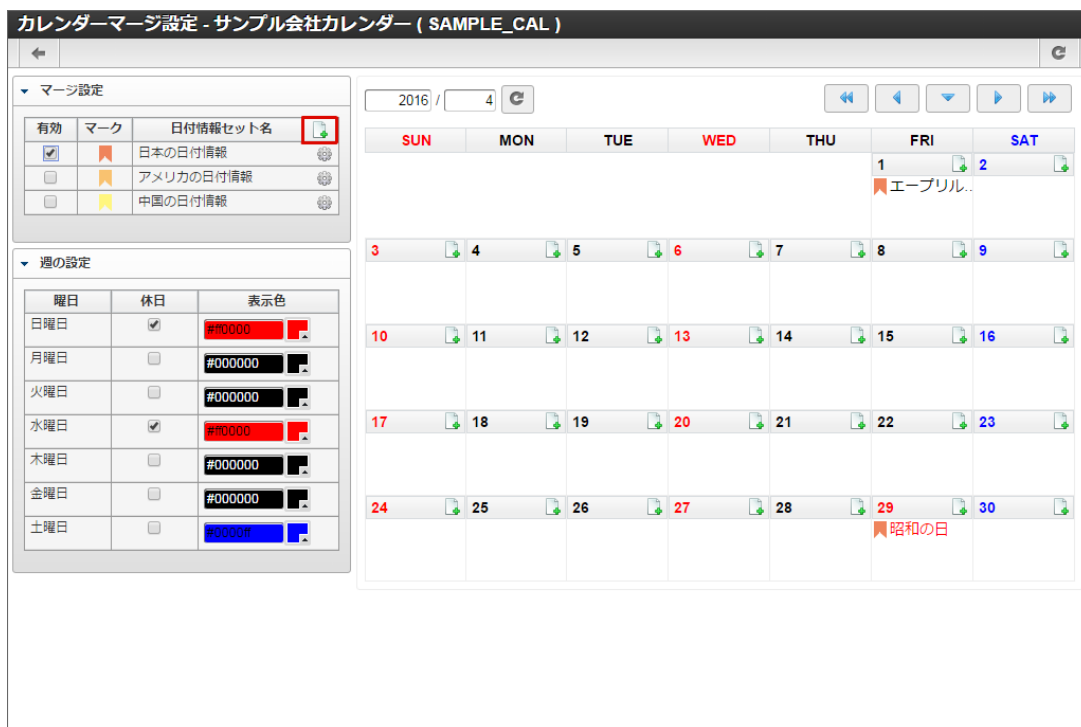 カレンダーマージ設定 - サンプル会社カレンダー ( SAMPLE_CAL )
マージ設定
有効 マーク 日付情報セット名
日本の日付情報
アメリカの日付情報
中国の日付情報
週の設定
曜日 休日 表示色
日曜日 #ff0000
月曜日 #000000
火曜日 #000000
水曜日 #ff0000
木曜日 #000000
金曜日 #000000
土曜日 #0000ff
2016 / 4
SUN MON TUE WED THU FRI SAT
1 2
エープリル..
3 4 5 6 7 8 9
10 11 12 13 14 15 16
17 18 19 20 21 22 23
24 25 26 27 28 29 30
昭和の日